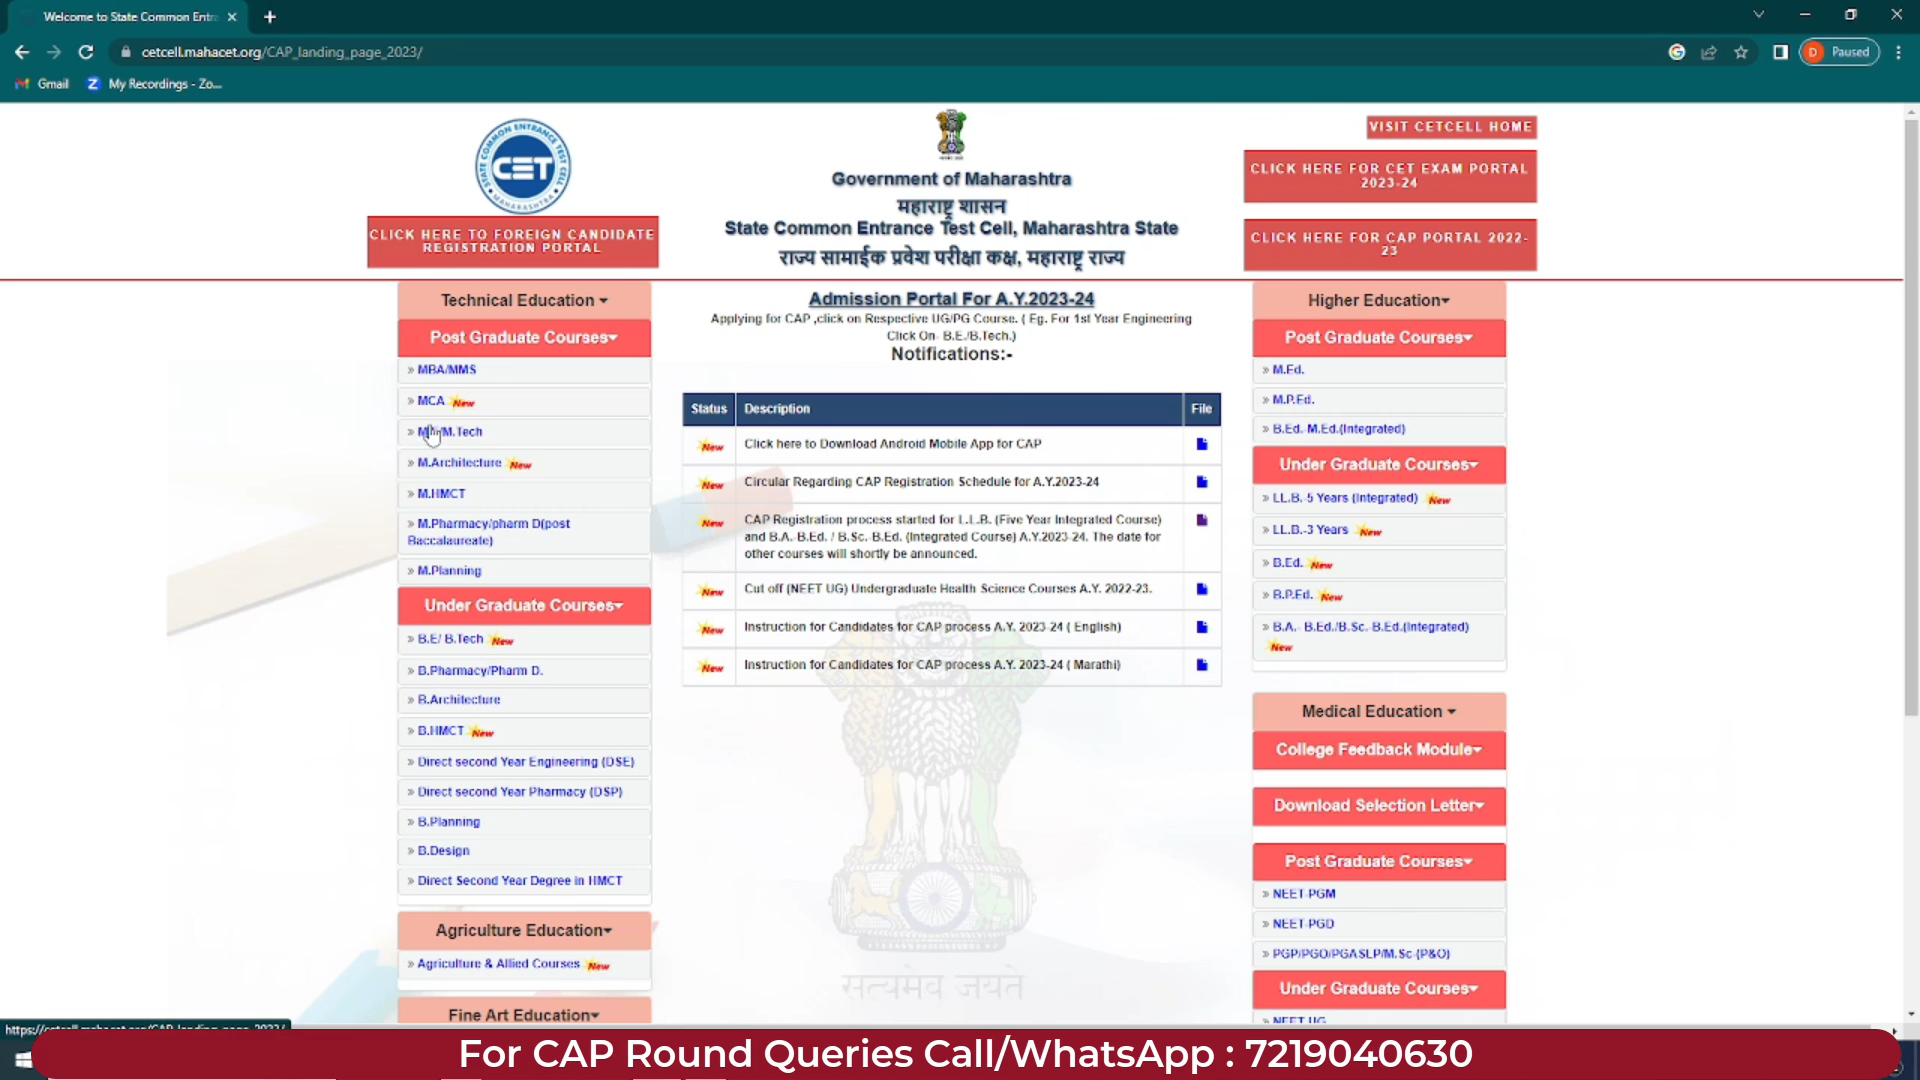 Welcome to State Common Entr
cetcell.mahacet.org/CAP_landing_page_2023/
D Paused
Gmail
My Recordings - Zo...
STATE COMMON ENTRANCE TEST CELL
CET
MAHARASHTRA
CLICK HERE TO FOREIGN CANDIDATE
REGISTRATION PORTAL
Government of Maharashtra
महाराष्ट्र शासन
State Common Entrance Test Cell, Maharashtra State
राज्य सामाईक प्रवेश परीक्षा कक्ष, महाराष्ट्र राज्य
VISIT CETCELL HOME
CLICK HERE FOR CET EXAM PORTAL
2023-24
CLICK HERE FOR CAP PORTAL 2022-
23
Technical Education
Post Graduate Courses
» MBA/MMS
» MCA New
» M.Tech
» M.Architecture New
» M.HMCT
» M.Pharmacy/pharm D(post
Baccalaureate)
» M.Planning
Under Graduate Courses
» B.E/ B.Tech New
» B.Pharmacy/Pharm D.
» B.Architecture
» B.HMCT New
» Direct second Year Engineering (DSE)
» Direct second Year Pharmacy (DSP)
» B.Planning
» B.Design
» Direct Second Year Degree in HMCT
Agriculture Education
» Agriculture & Allied Courses New
Fine Art Education
Admission Portal For A.Y.2023-24
Applying for CAP ,click on Respective UG/PG Course. ( Eg. For 1st Year Engineering
Click On- B.E./B.Tech.)
Notifications:-
Status Description File
New Click here to Download Android Mobile App for CAP
New Circular Regarding CAP Registration Schedule for A.Y.2023-24
New CAP Registration process started for L.L.B. (Five Year Integrated Course)
and B.A.-B.Ed. / B.Sc.-B.Ed. (Integrated Course) A.Y.2023-24. The date for
other courses will shortly be announced.
New Cut off (NEET UG) Undergraduate Health Science Courses A.Y. 2022-23.
New Instruction for Candidates for CAP process A.Y. 2023-24 ( English)
New Instruction for Candidates for CAP process A.Y. 2023-24 ( Marathi)
सत्यमेव जयते
Higher Education
Post Graduate Courses
» M.Ed.
» M.P.Ed.
» B.Ed.-M.Ed.(Integrated)
Under Graduate Courses
» LL.B.-5 Years (Integrated) New
» LL.B.-3 Years New
» B.Ed. New
» B.P.Ed. New
» B.A.- B.Ed./B.Sc.-B.Ed.(Integrated)
New
Medical Education
College Feedback Module
Download Selection Letter
Post Graduate Courses
» NEET-PGM
» NEET-PGD
» PGP/PGO/PGASLP/M.Sc-(P&O)
Under Graduate Courses
» NEET-UG
For CAP Round Queries Call/WhatsApp : 7219040630